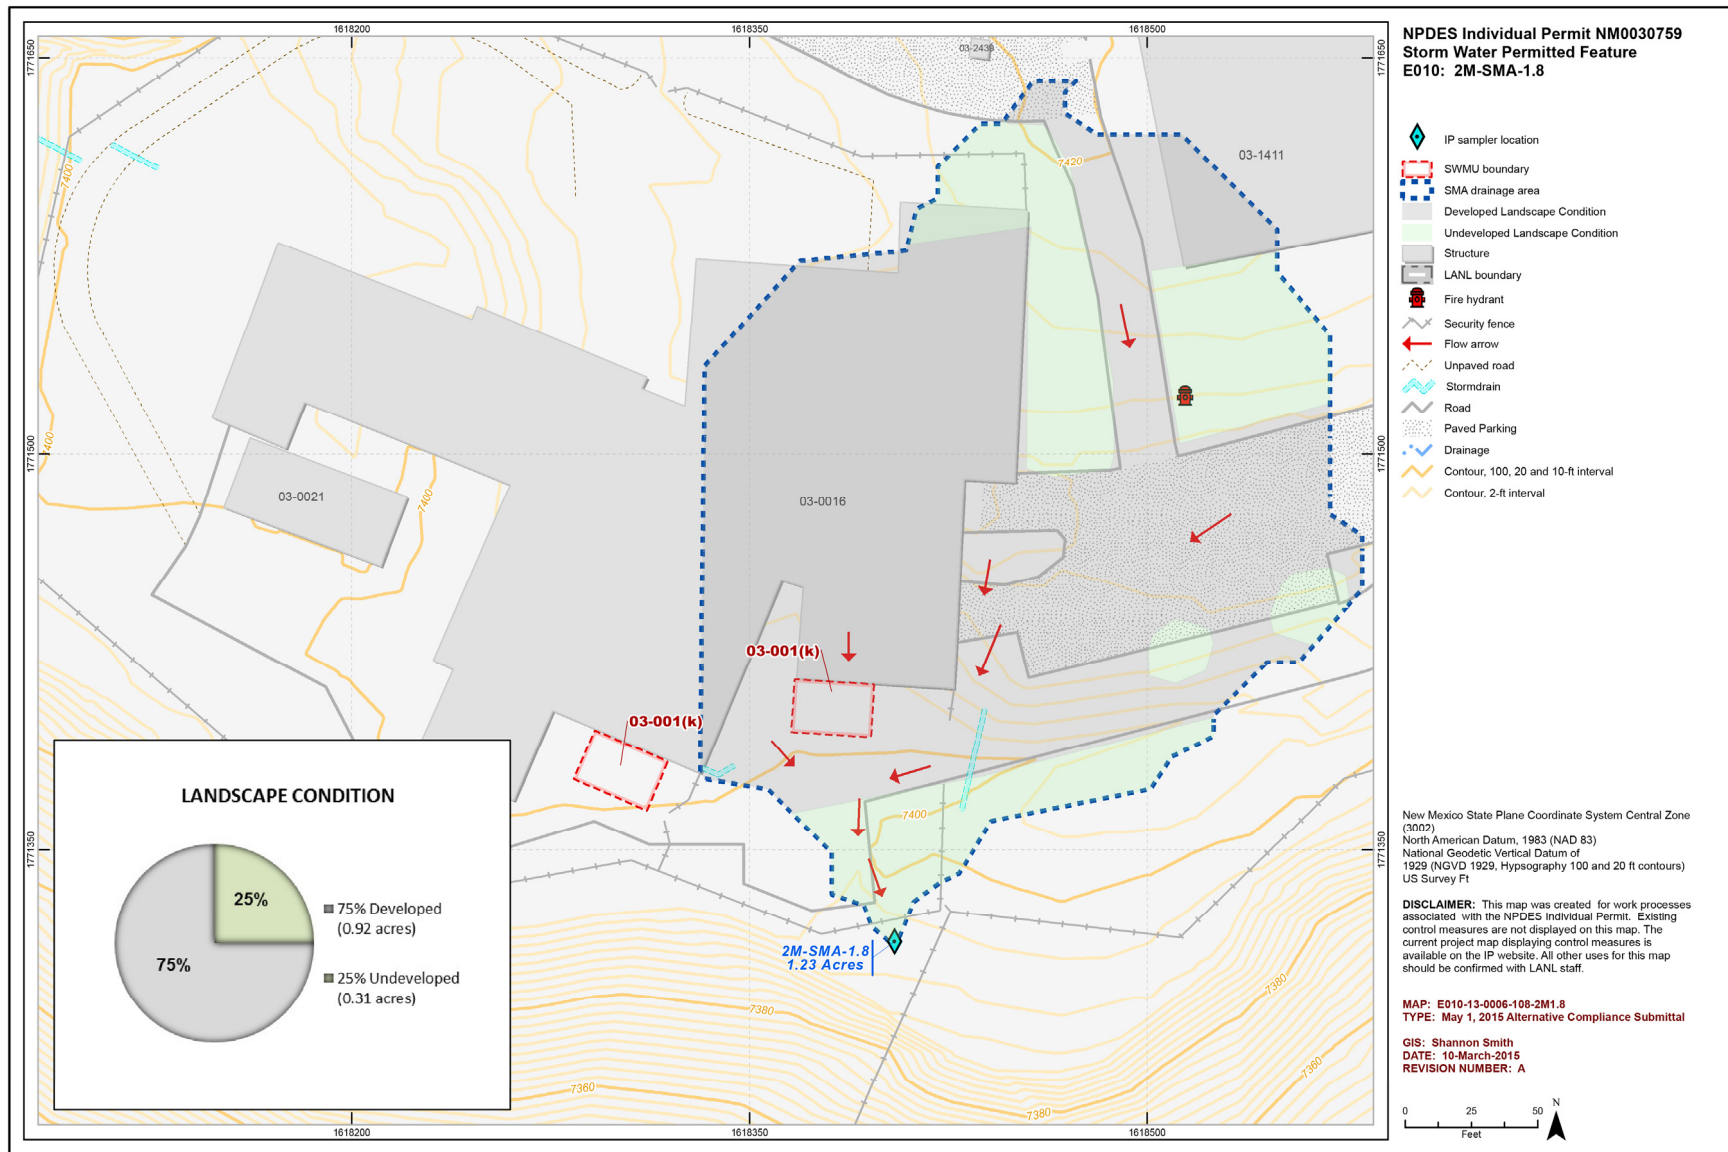 1618200
1618350
1618500
1771650
1771650
NPDES Individual Permit NM0030759
Storm Water Permitted Feature
E010: 2M-SMA-1.8
IP sampler location
SWMU boundary
SMA drainage area
Developed Landscape Condition
Undeveloped Landscape Condition
Structure
LANL boundary
Fire hydrant
Security fence
Flow arrow
Unpaved road
Stormdrain
Road
Paved Parking
Drainage
Contour, 100, 20 and 10-ft interval
Contour, 2-ft interval
03-2439
03-1411
7420
7400
7400
1771500
1771500
03-0021
7400
03-0016
03-001(k)
03-001(k)
7400
1771350
1771350
2M-SMA-1.8
1.23 Acres
7380
7380
7360
7360
7380
LANDSCAPE CONDITION
25%
75%
75% Developed
(0.92 acres)
25% Undeveloped
(0.31 acres)
1618200
1618350
1618500
New Mexico State Plane Coordinate System Central Zone
(3002)
North American Datum, 1983 (NAD 83)
National Geodetic Vertical Datum of
1929 (NGVD 1929, Hypsography 100 and 20 ft contours)
US Survey Ft
DISCLAIMER: This map was created for work processes
associated with the NPDES Individual Permit. Existing
control measures are not displayed on this map. The
current project map displaying control measures is
available on the IP website. All other uses for this map
should be confirmed with LANL staff.
MAP: E010-13-0006-108-2M1.8
TYPE: May 1, 2015 Alternative Compliance Submittal
GIS: Shannon Smith
DATE: 10-March-2015
REVISION NUMBER: A
0 25 50
Feet
N